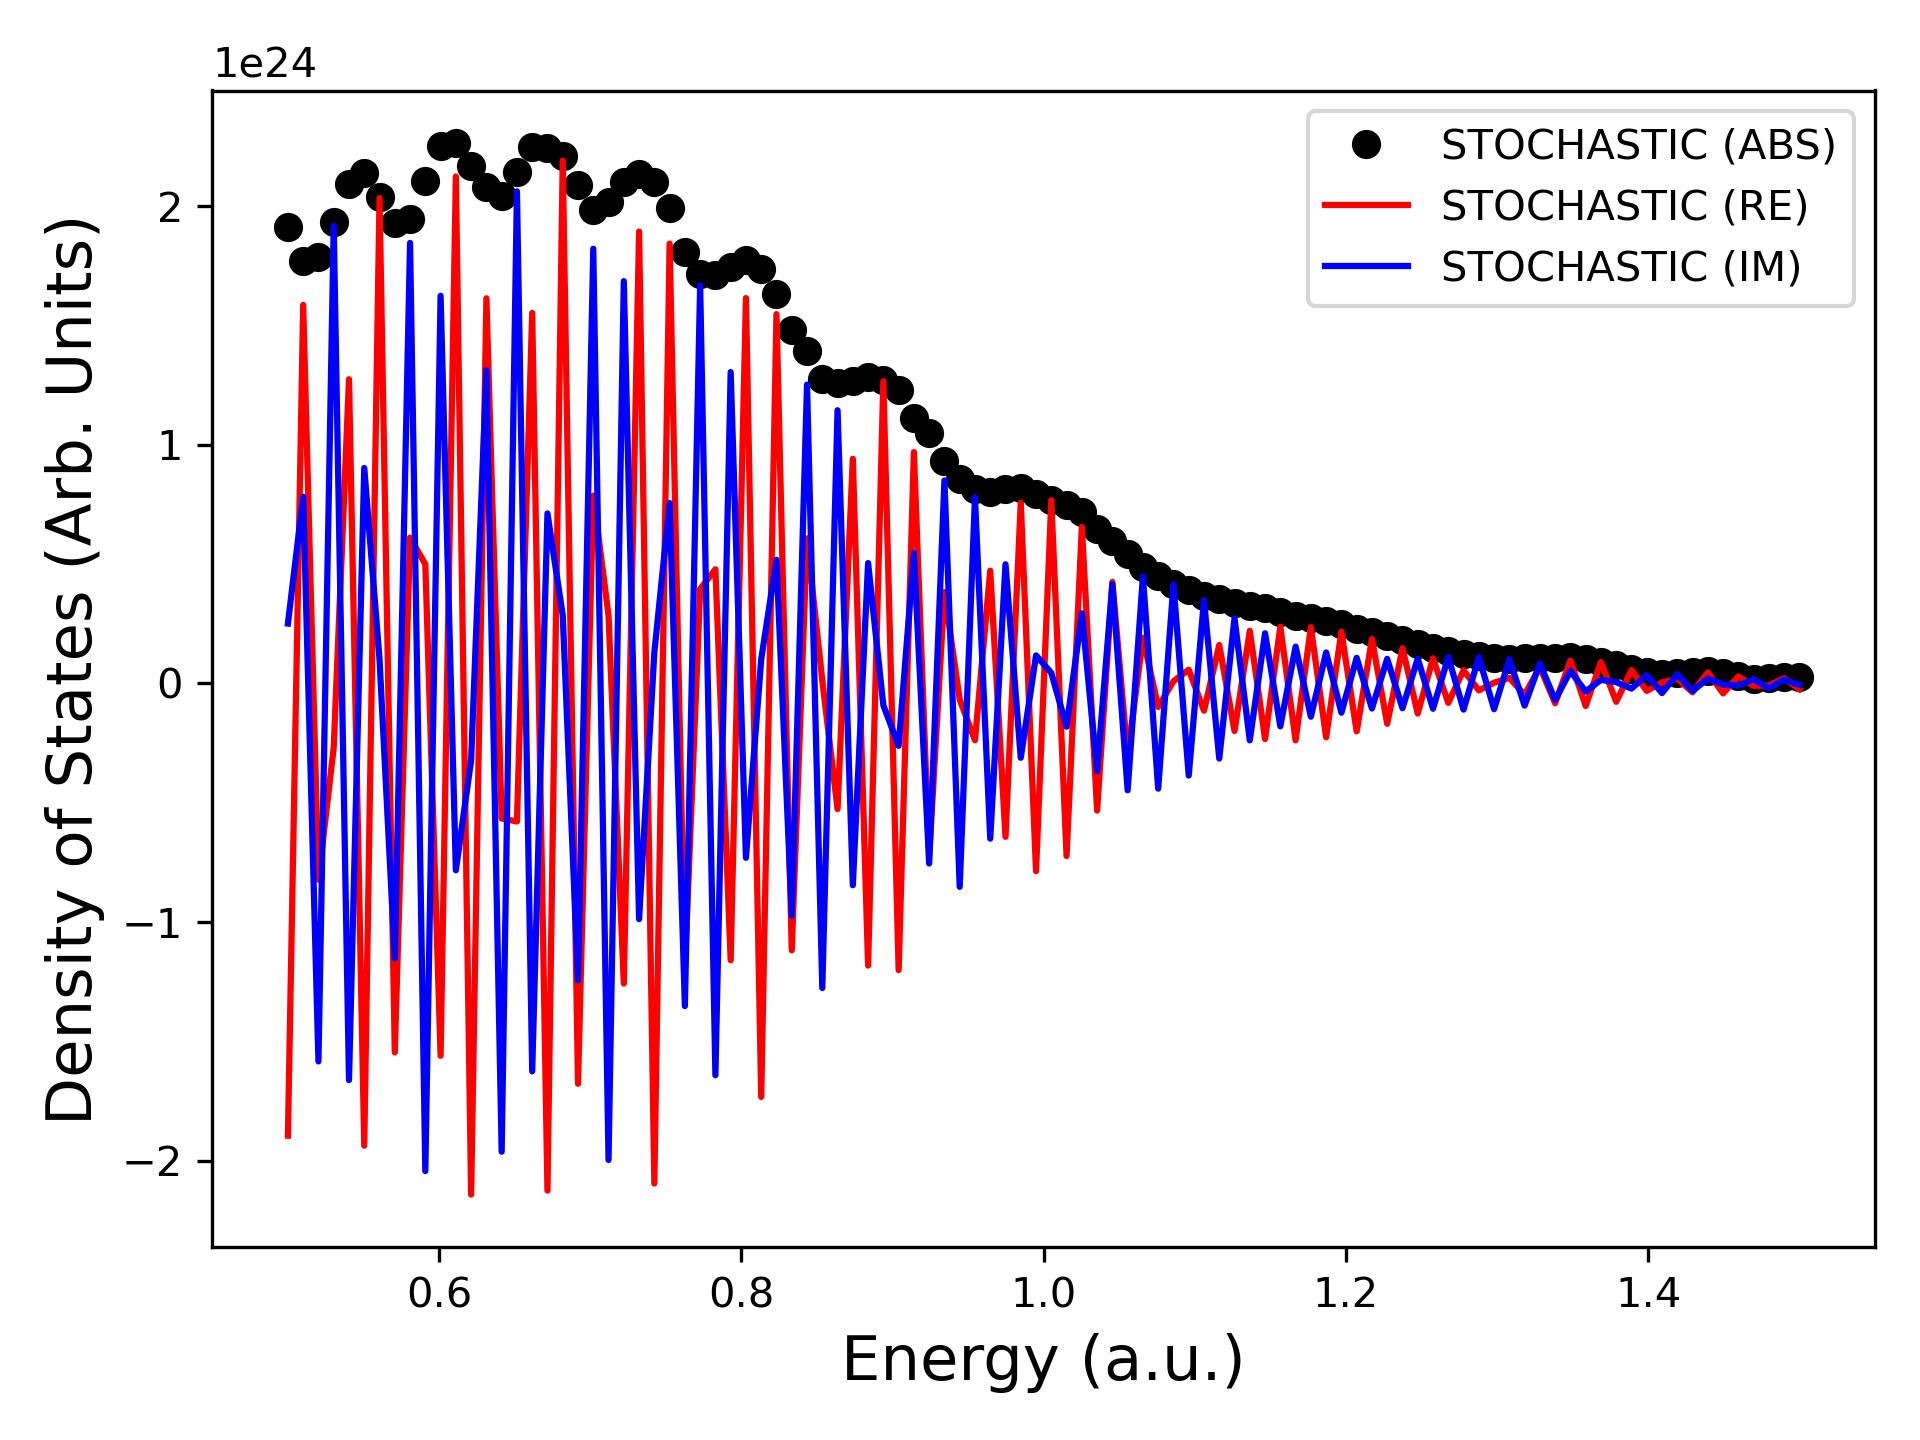 1e24
STOCHASTIC (ABS)
STOCHASTIC (RE)
STOCHASTIC (IM)
Density of States (Arb. Units)
2
1
0
−1
−2
0.6 0.8 1.0 1.2 1.4
Energy (a.u.)